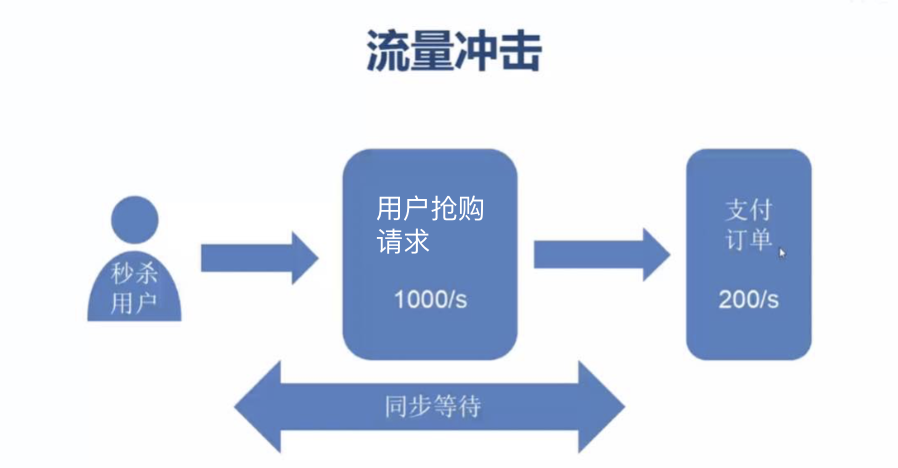 流量冲击
秒杀
用户
用户抢购
请求
1000/s
支付
订单
200/s
同步等待